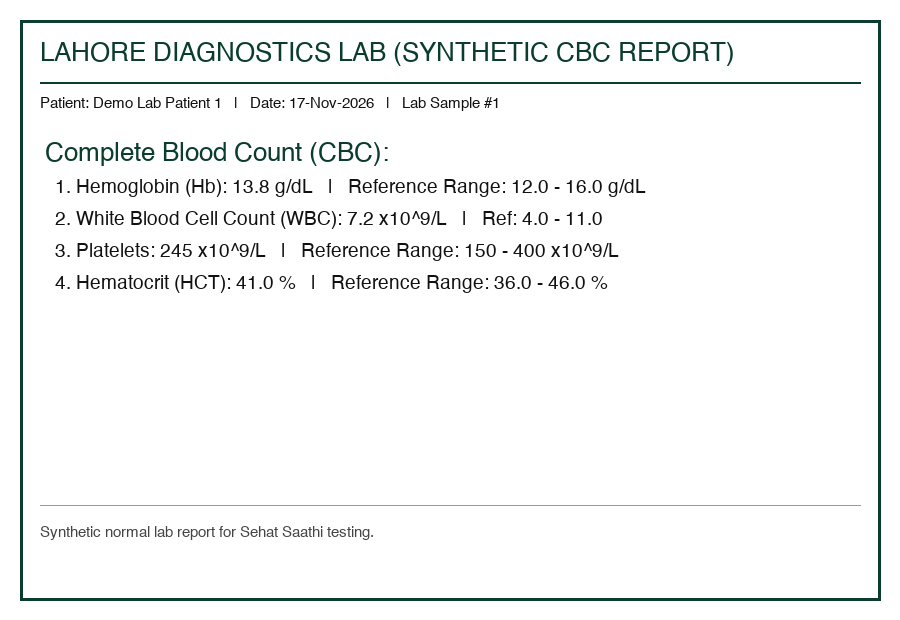 LAHORE DIAGNOSTICS LAB (SYNTHETIC CBC REPORT)
Patient: Demo Lab Patient 1 | Date: 17-Nov-2026 | Lab Sample #1
Complete Blood Count (CBC):
1. Hemoglobin (Hb): 13.8 g/dL | Reference Range: 12.0 - 16.0 g/dL
2. White Blood Cell Count (WBC): 7.2 x10^9/L | Ref: 4.0 - 11.0
3. Platelets: 245 x10^9/L | Reference Range: 150 - 400 x10^9/L
4. Hematocrit (HCT): 41.0 % | Reference Range: 36.0 - 46.0 %
Synthetic normal lab report for Sehat Saathi testing.